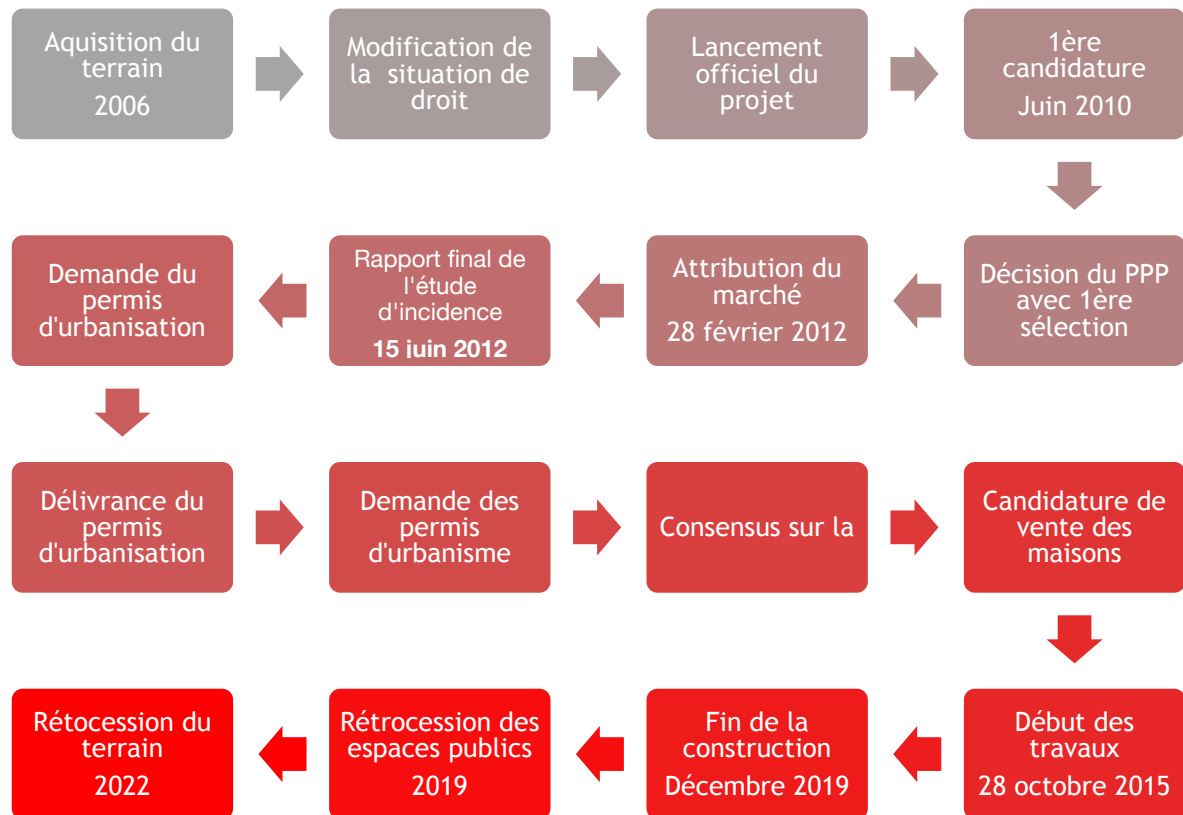 Aquisition du
terrain
2006
Modification de
la situation de
droit
Lancement
officiel du
projet
1ère
candidature
Juin 2010
Décision du PPP
avec 1ère
sélection
Attribution du
marché
28 février 2012
Rapport final de
l'étude
d'incidence
15 juin 2012
Demande du
permis
d'urbanisation
Délivrance du
permis
d'urbanisation
Demande des
permis
d'urbanisme
Consensus sur la
Candidature de
vente des
maisons
Début des
travaux
28 octobre 2015
Fin de la
construction
Décembre 2019
Rétrocession des
espaces publics
2019
Rétocession du
terrain
2022